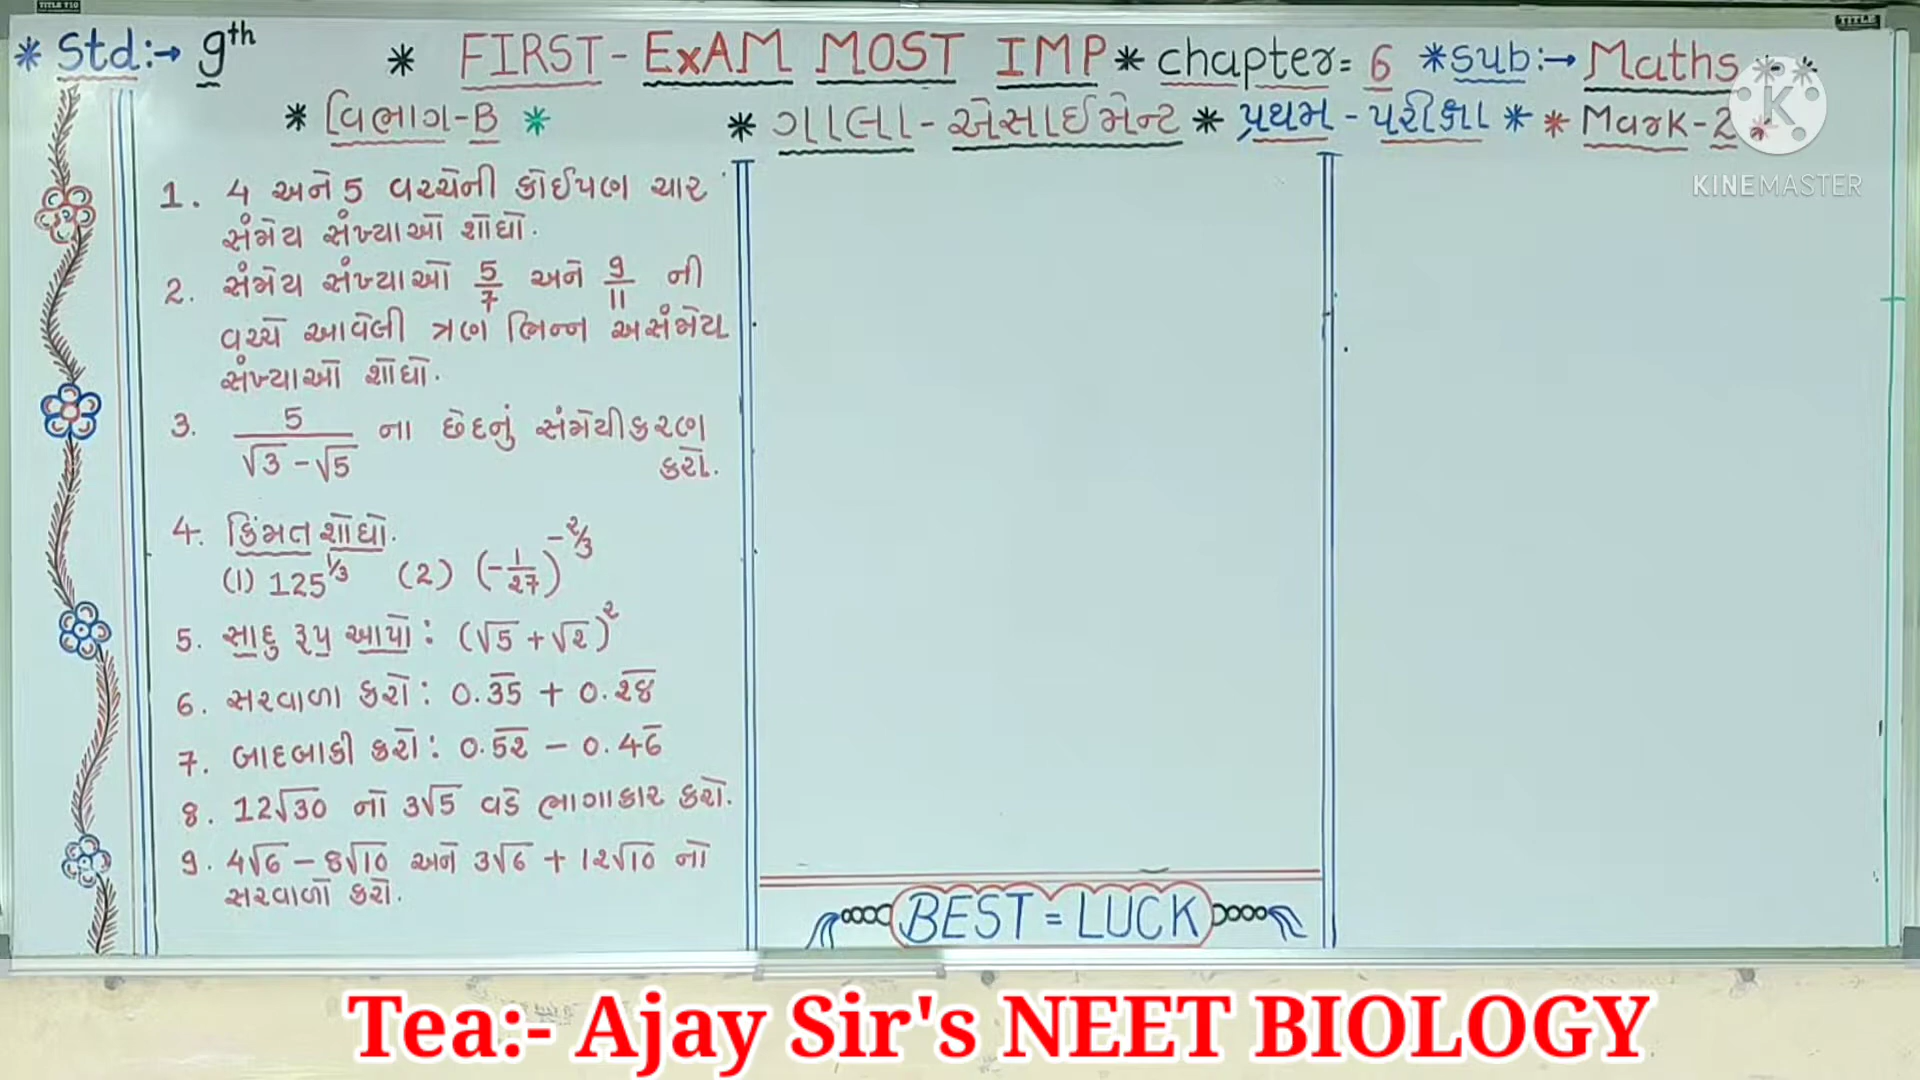 * Std:→ 9th * FIRST-ExAM MOST IMP * chapter= 6 * Sub:→ Maths *
* વિભાગ-B * * ગાલા-એસાઈમેન્ટ * પ્રથમ-પરીક્ષા * * Mark-2 *
KINEMASTER
1. 4 અને 5 વચ્ચેની કોઈપણ ચાર
સંમેય સંખ્યાઓ શોધો.
2. સંમેય સંખ્યાઓ 5/7 અને 9/11 ની
વચ્ચે આવેલી ત્રણ ભિન્ન અસંમેય
સંખ્યાઓ શોધો.
3. 5/(√3-√5) ના છેદનું સંમેયીકરણ
કરો.
4. કિંમત શોધો.
(1) 125^1/3 (2) (-1/27)^-2/3
5. સાદુ રૂપ આપો: (√5+√2)^2
6. સરવાળા કરો: 0.3̅5̅ + 0.2̅8̅
7. બાદબાકી કરો: 0.5̅2̅ - 0.46̅
8. 12√30 નો 3√5 વડે ભાગાકાર કરો.
9. 4√6-8√10 અને 3√6+12√10 નો
સરવાળો કરો.
BEST = LUCK
Tea:- Ajay Sir's NEET BIOLOGY